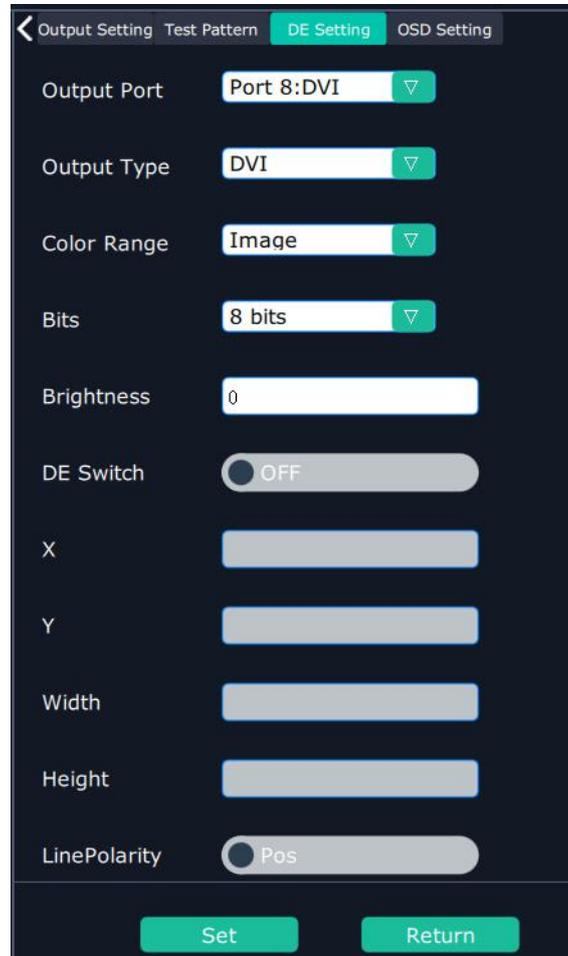 Output Setting Test Pattern DE Setting OSD Setting
Output Port Port 8:DVI
Output Type DVI
Color Range Image
Bits 8 bits
Brightness 0
DE Switch OFF
X
Y
Width
Height
LinePolarity Pos
Set Return